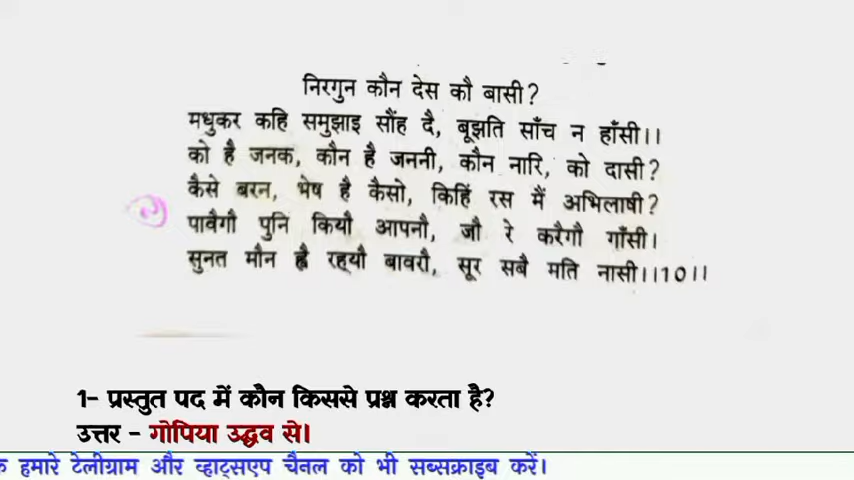 निरगुन कौन देस कौ बासी?
मधुकर कहि समुझाइ सौंह दै, बूझति साँच न हाँसी।।
को है जनक, कौन है जननी, कौन नारि, को दासी?
कैसे बरन, भेष है कैसो, किहिं रस मैं अभिलाषी?
पावैगौ पुनि कियौ आपनौ, जौ रे करैगौ गाँसी।
सुनत मौन ह्वै रह्यौ बावरौ, सूर सबै मति नासी।।10।।
1- प्रस्तुत पद में कौन किससे प्रश्न करता है?
उत्तर - गोपिया उद्धव से।
हमारे टेलीग्राम और व्हाट्सएप चैनल को भी सब्सक्राइब करें।